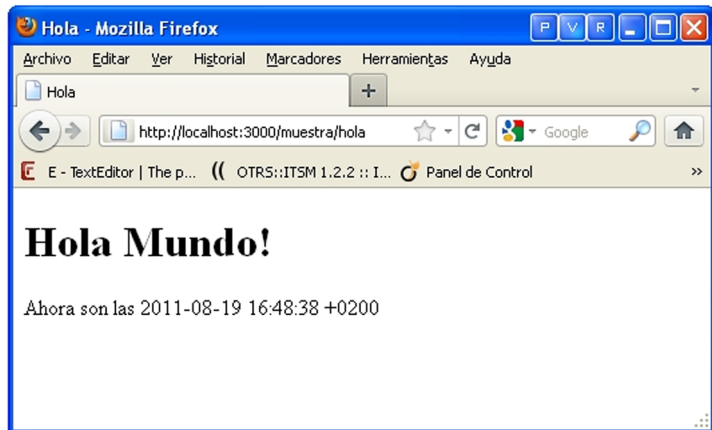 Hola - Mozilla Firefox
P V R
Archivo Editar Ver Historial Marcadores Herramientas Ayuda
Hola
http://localhost:3000/muestra/hola Google
E - TextEditor | The p... OTRS::ITSM 1.2.2 :: I... Panel de Control »
Hola Mundo!
Ahora son las 2011-08-19 16:48:38 +0200